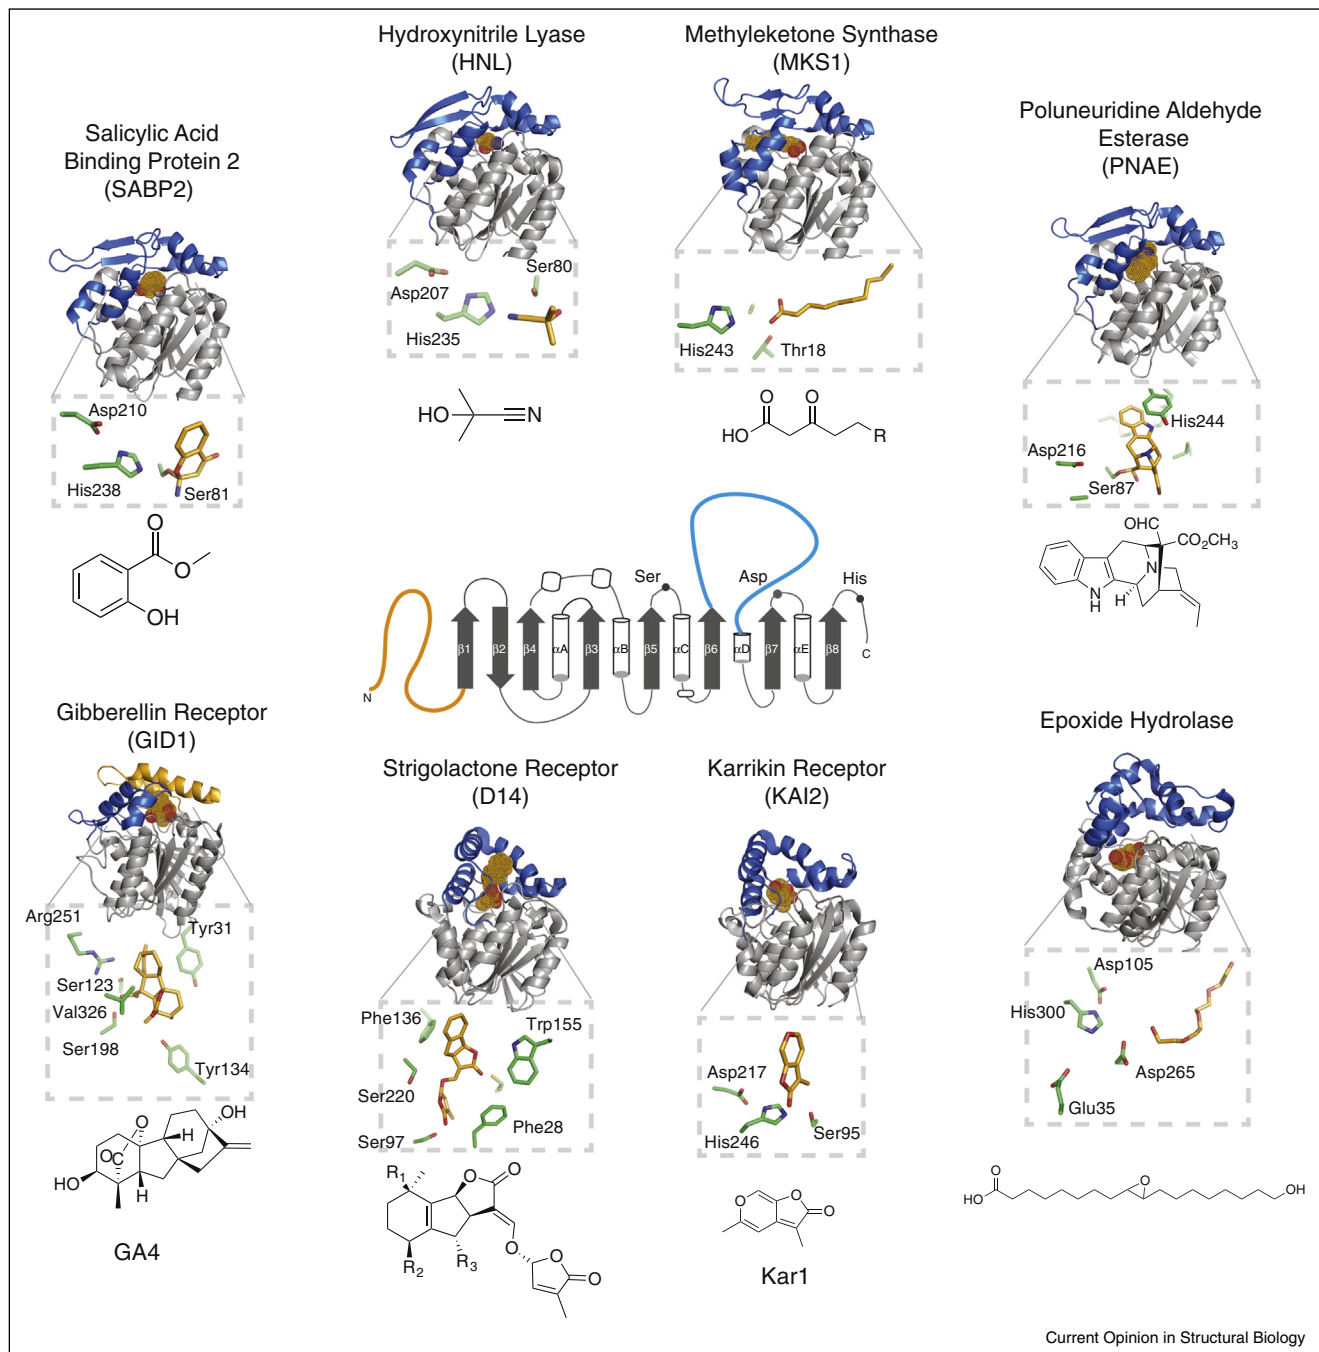 Hydroxynitrile Lyase
(HNL)
Methyleketone Synthase
(MKS1)
Poluneuridine Aldehyde
Esterase
(PNAE)
Salicylic Acid
Binding Protein 2
(SABP2)
Asp207
Ser80
His235
His243
Thr18
Asp210
His238
Ser81
His244
Asp216
Ser87
HO
N
O
O
HO
R
O
O
OH
OHC
CO2CH3
N
N
H
H
Ser
Asp
His
β1
β2
β4
αA
β3
αB
β5
αC
β6
αD
β7
αE
β8
N
C
Gibberellin Receptor
(GID1)
Strigolactone Receptor
(D14)
Karrikin Receptor
(KAI2)
Epoxide Hydrolase
Arg251
Tyr31
Ser123
Val326
Ser198
Tyr134
Phe136
Trp155
Ser220
Ser97
Phe28
Asp217
His246
Ser95
Asp105
His300
Asp265
Glu35
O
OC
H
OH
HO
H
GA4
R1
O
O
R2
R3
O
O
O
O
O
O
Kar1
O
HO
O
OH
Current Opinion in Structural Biology